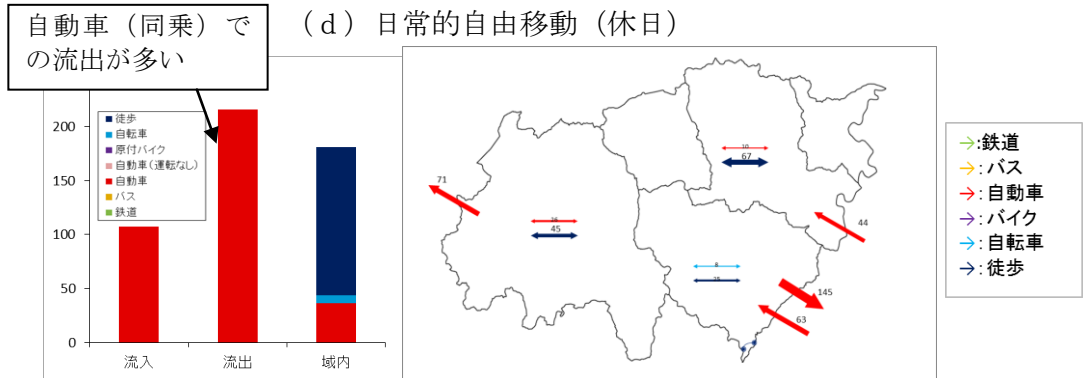 自動車（同乗）で
の流出が多い
（d）日常的自由移動（休日）
200
150
100
50
0
徒歩
自転車
原付バイク
自動車（運転なし）
自動車
バス
鉄道
流入
流出
域内
71
45
10
67
44
8
145
63
→:鉄道
→:バス
→:自動車
→:バイク
→:自転車
→:徒歩